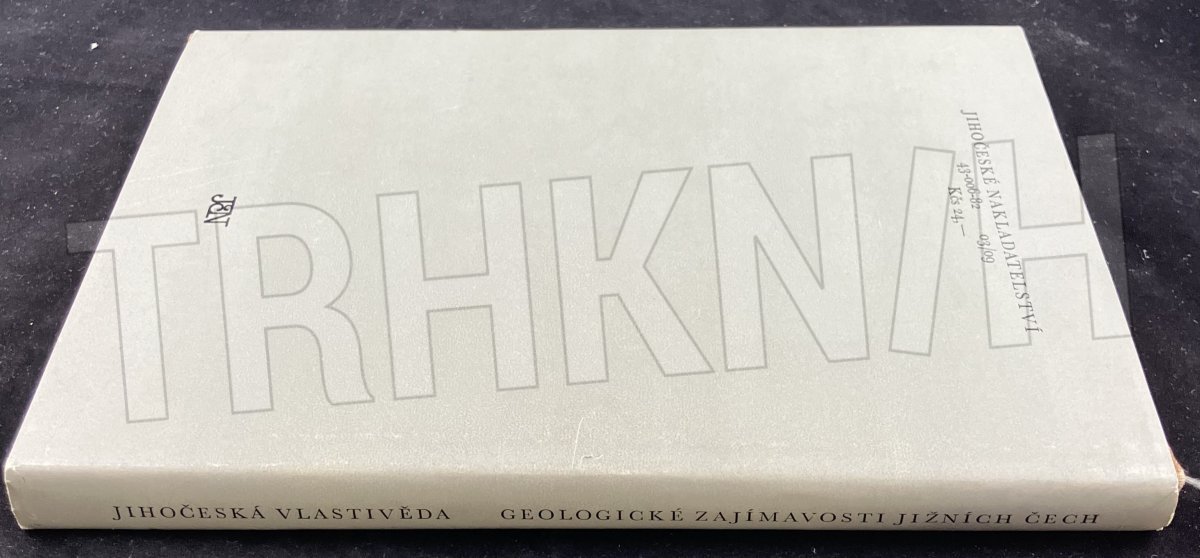 JIHOČESKÉ NAKLADATELSTVÍ
43-006-82 03/09
Kčs 24,—
J&N
TRHKNIH
JIHOČESKÁ VLASTIVĚDA GEOLOGICKÉ ZAJÍMAVOSTI JIŽNÍCH ČECH